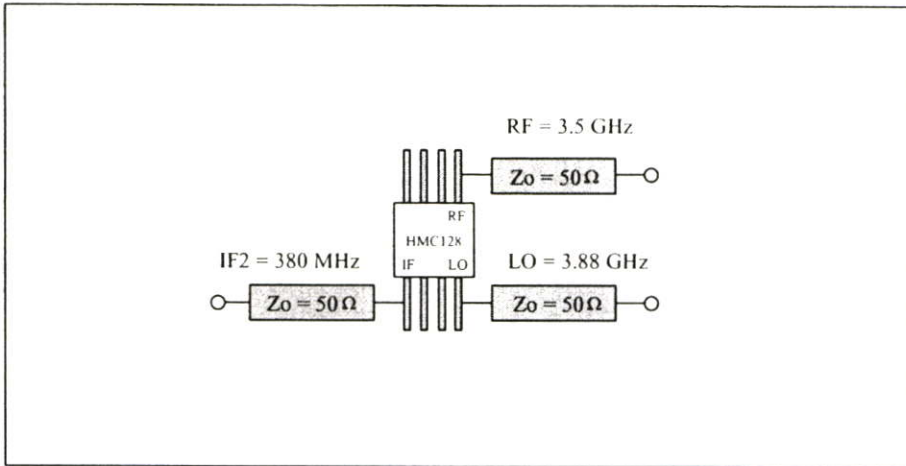 RF = 3.5 GHz
Zo = 50Ω
RF
HMC128
IF2 = 380 MHz
IF LO
LO = 3.88 GHz
Zo = 50Ω
Zo = 50Ω